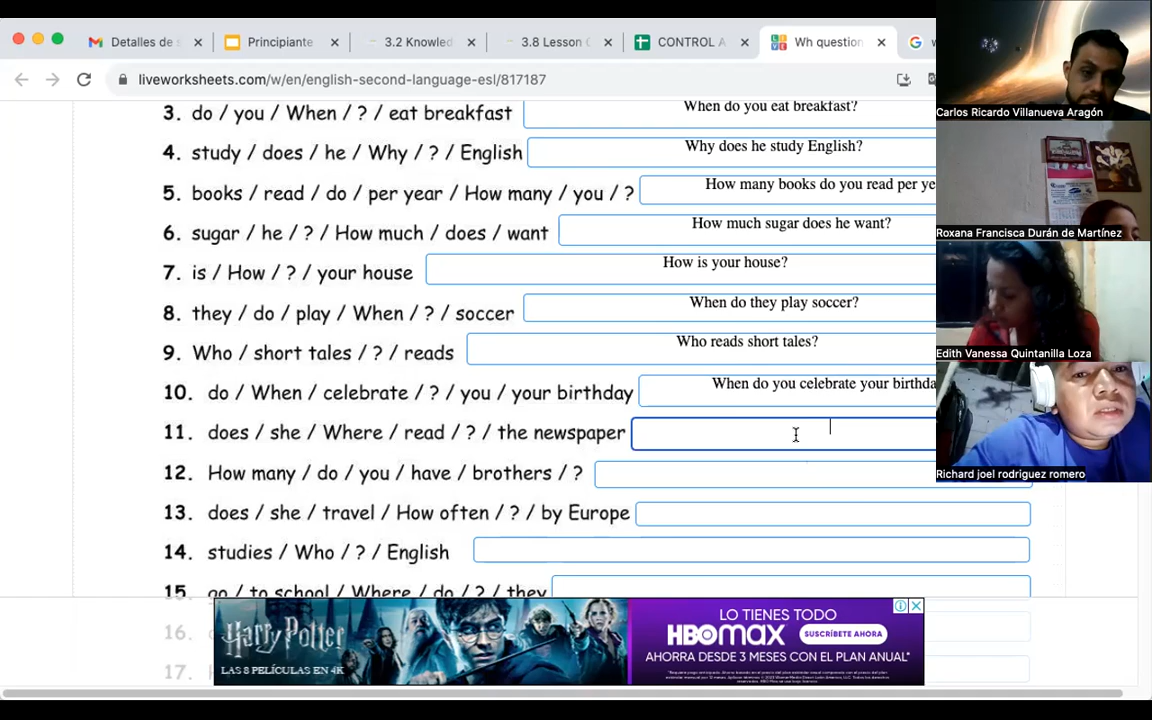 Detalles de
Principiante
3.2 Knowled
3.8 Lesson
CONTROL A
Wh question
liveworksheets.com/w/en/english-second-language-esl/817187
Carlos Ricardo Villanueva Aragón
Roxana Francisca Durán de Martínez
Edith Vanessa Quintanilla Loza
Richard joel rodriguez romero
3. do / you / When / ? / eat breakfast When do you eat breakfast?
4. study / does / he / Why / ? / English Why does he study English?
5. books / read / do / per year / How many / you / ? How many books do you read per ye
6. sugar / he / ? / How much / does / want How much sugar does he want?
7. is / How / ? / your house How is your house?
8. they / do / play / When / ? / soccer When do they play soccer?
9. Who / short tales / ? / reads Who reads short tales?
10. do / When / celebrate / ? / you / your birthday When do you celebrate your birthda
11. does / she / Where / read / ? / the newspaper
12. How many / do / you / have / brothers / ?
13. does / she / travel / How often / ? / by Europe
14. studies / Who / ? / English
15. go / to school / Where / do / ? / they
16.
17.
Harry Potter
LAS 8 PELÍCULAS EN 4K
LO TIENES TODO
HBOmax SUSCRÍBETE AHORA
AHORRA DESDE 3 MESES CON EL PLAN ANUAL*